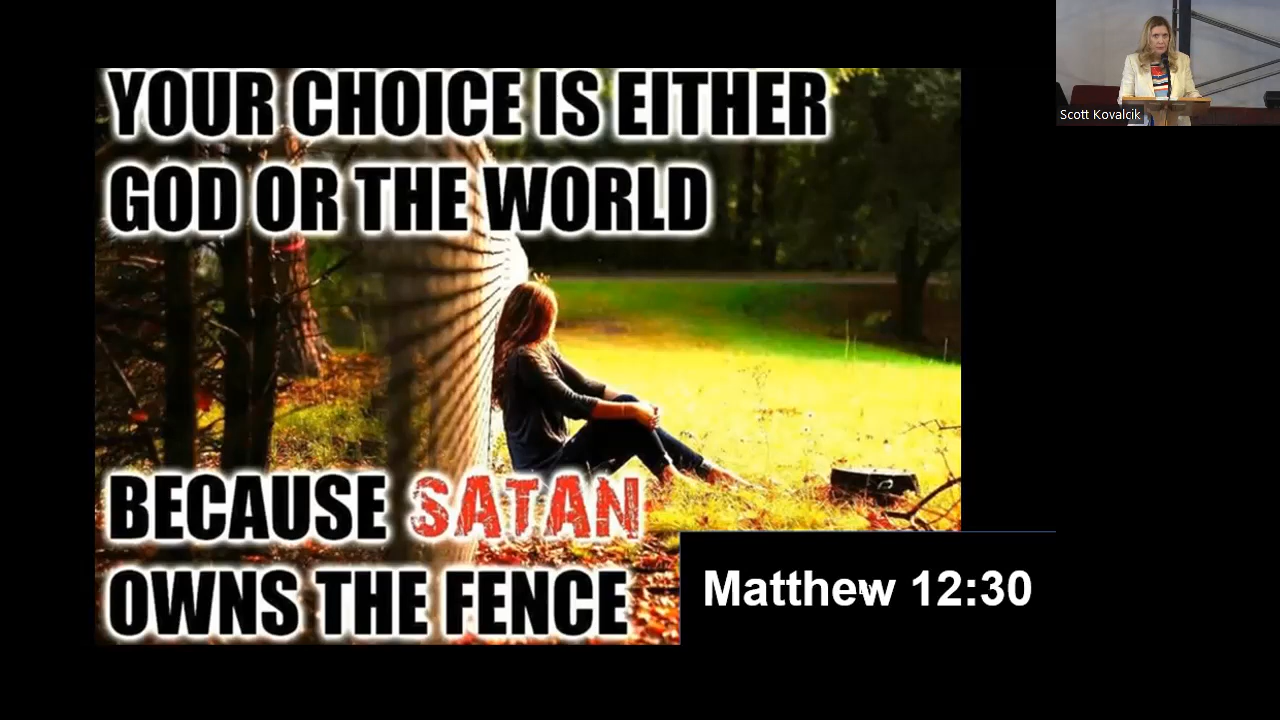 YOUR CHOICE IS EITHER
GOD OR THE WORLD
BECAUSE SATAN
OWNS THE FENCE
Matthew 12:30
Scott Kovalcik